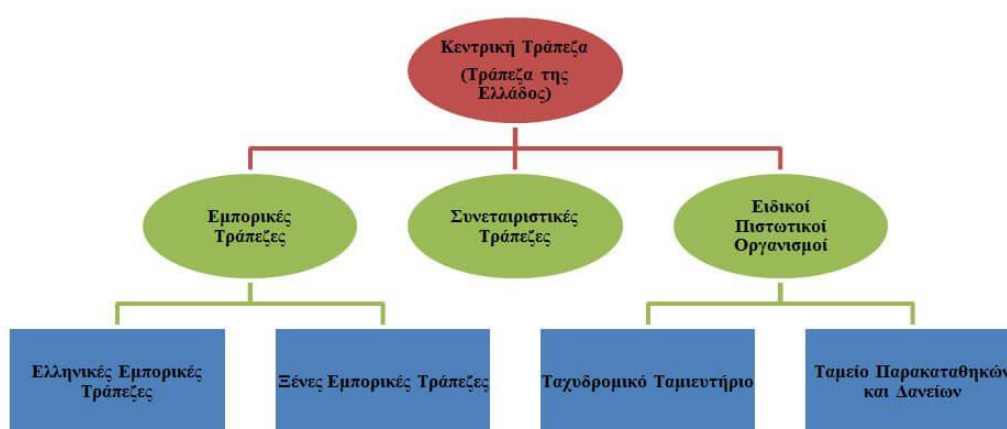 Κεντρική Τράπεζα
(Τράπεζα της
Ελλάδος)
Εμπορικές
Τράπεζες
Συνεταιριστικές
Τράπεζες
Ειδικοί
Πιστωτικοί
Οργανισμοί
Ελληνικές Εμπορικές
Τράπεζες
Ξένες Εμπορικές Τράπεζες
Ταχυδρομικό Ταμιευτήριο
Ταμείο Παρακαταθηκών
και Δανείων